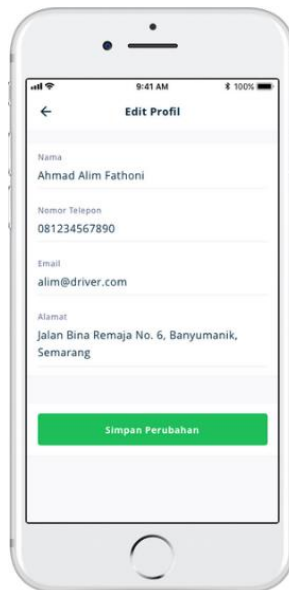 9:41 AM
100%
Edit Profil
Nama
Ahmad Alim Fathoni
Nomor Telepon
081234567890
Email
alim@driver.com
Alamat
Jalan Bina Remaja No. 6, Banyumanik,
Semarang
Simpan Perubahan